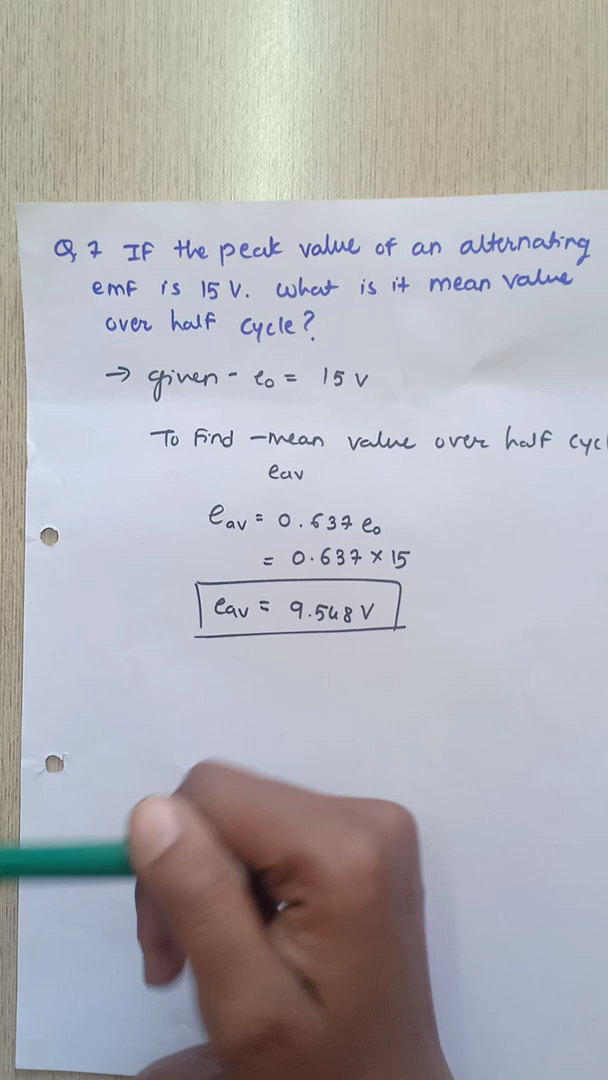 Q 7 If the peak value of an alternating
emf is 15 V. what is it mean value
over half cycle?
→ given - e₀ = 15 V
To Find - mean value over half cycl
eav
eav = 0.637 e₀
= 0.637 × 15
eav = 9.548 V